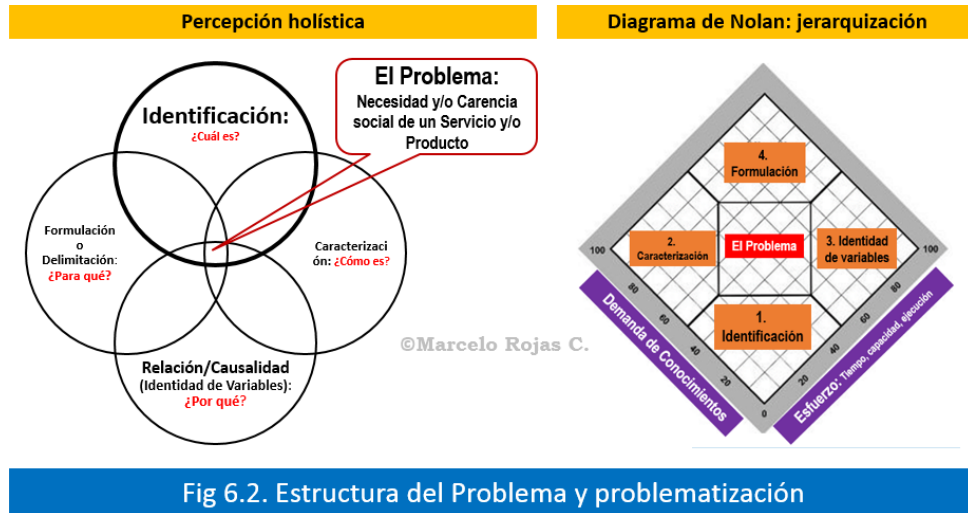 Percepción holística
Identificación:
¿Cuál es?
El Problema:
Necesidad y/o Carencia
social de un Servicio y/o
Producto
Formulación
o
Delimitación:
¿Para qué?
Caracterizaci
ón: ¿Cómo es?
Relación/Causalidad
(Identidad de Variables):
¿Por qué?
©Marcelo Rojas C.
Diagrama de Nolan: jerarquización
4.
Formulación
2.
Caracterización
El Problema
3. Identidad
de variables
1.
Identificación
100
80
60
40
20
0
20
40
60
80
100
Demanda de Conocimientos
Esfuerzo: Tiempo, capacidad, ejecución
Fig 6.2. Estructura del Problema y problematización